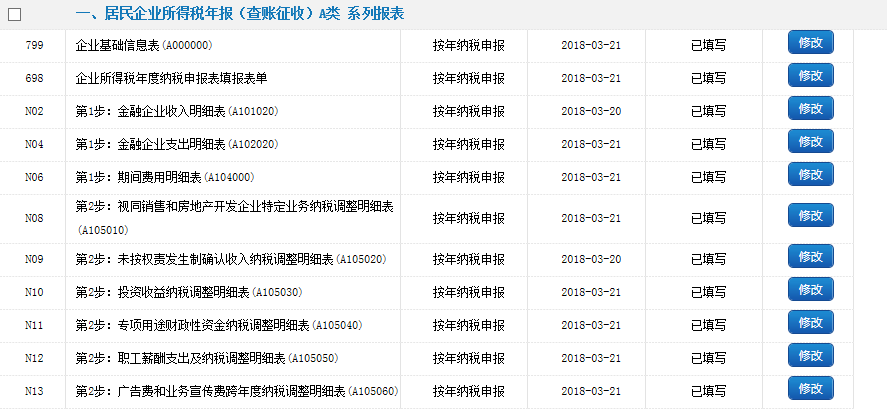 一、居民企业所得税年报（查账征收）A类 系列报表
799 企业基础信息表(A000000) 按年纳税申报 2018-03-21 已填写 修改
698 企业所得税年度纳税申报表填报表单 按年纳税申报 2018-03-21 已填写 修改
N02 第1步：金融企业收入明细表(A101020) 按年纳税申报 2018-03-20 已填写 修改
N04 第1步：金融企业支出明细表(A102020) 按年纳税申报 2018-03-21 已填写 修改
N06 第1步：期间费用明细表(A104000) 按年纳税申报 2018-03-21 已填写 修改
N08 第2步：视同销售和房地产开发企业特定业务纳税调整明细表 按年纳税申报 2018-03-21 已填写 修改
(A105010)
N09 第2步：未按权责发生制确认收入纳税调整明细表(A105020) 按年纳税申报 2018-03-20 已填写 修改
N10 第2步：投资收益纳税调整明细表(A105030) 按年纳税申报 2018-03-21 已填写 修改
N11 第2步：专项用途财政性资金纳税调整明细表(A105040) 按年纳税申报 2018-03-21 已填写 修改
N12 第2步：职工薪酬支出及纳税调整明细表(A105050) 按年纳税申报 2018-03-21 已填写 修改
N13 第2步：广告费和业务宣传费跨年度纳税调整明细表(A105060) 按年纳税申报 2018-03-21 已填写 修改